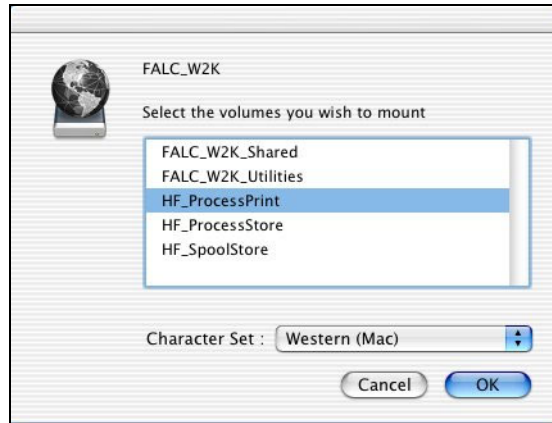 FALC_W2K
Select the volumes you wish to mount
FALC_W2K_Shared
FALC_W2K_Utilities
HF_ProcessPrint
HF_ProcessStore
HF_SpoolStore
Character Set : Western (Mac)
Cancel OK